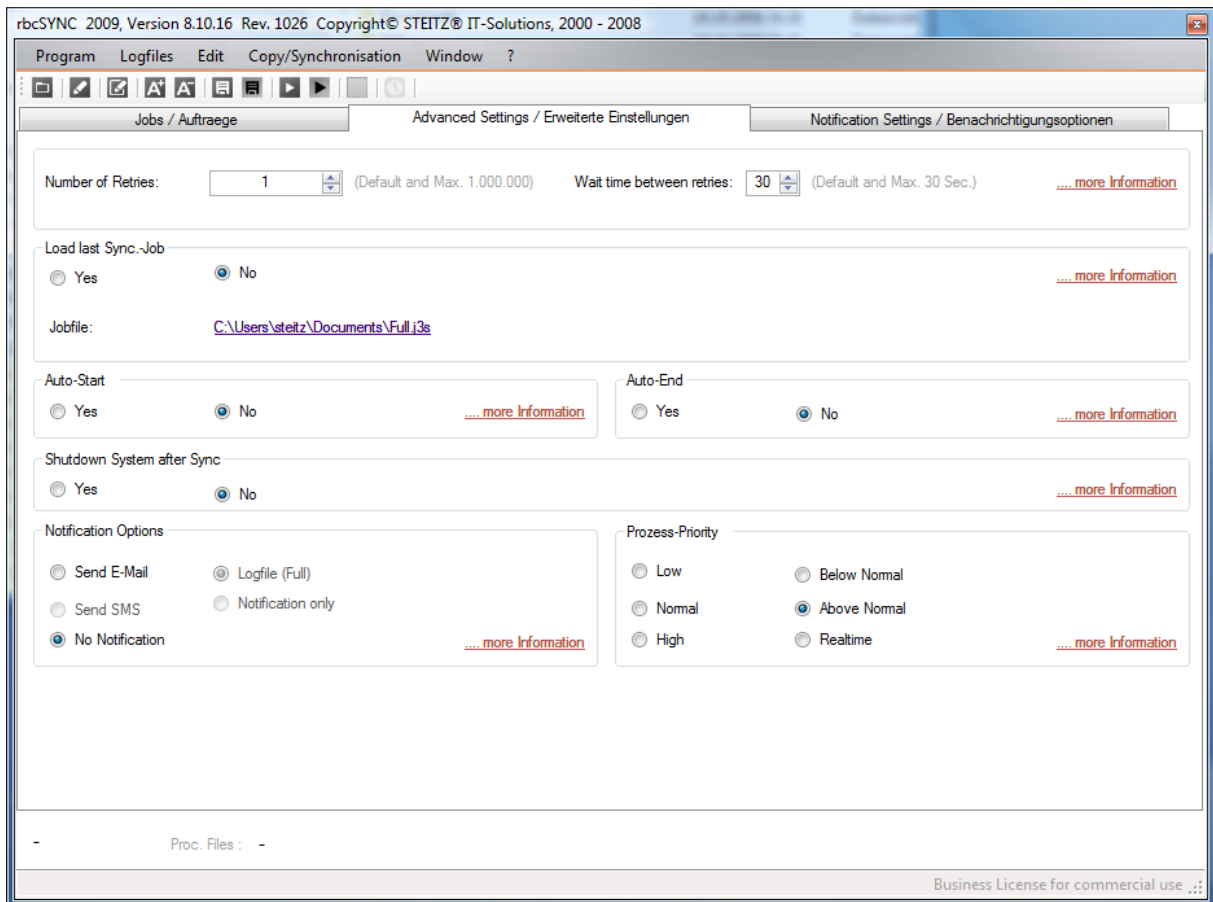 rbcSYNC 2009, Version 8.10.16 Rev. 1026 Copyright© STEITZ® IT-Solutions, 2000 - 2008
Program Logfiles Edit Copy/Synchronisation Window ?
Jobs / Auftraege Advanced Settings / Erweiterte Einstellungen Notification Settings / Benachrichtigungsoptionen
Number of Retries: 1 (Default and Max. 1.000.000) Wait time between retries: 30 (Default and Max. 30 Sec.) .... more Information
Load last Sync.-Job
Yes No .... more Information
Jobfile: C:\Users\steitz\Documents\Full.j3s
Auto-Start Auto-End
Yes No .... more Information Yes No .... more Information
Shutdown System after Sync
Yes No .... more Information
Notification Options Prozess-Priority
Send E-Mail Logfile (Full) Low Below Normal
Send SMS Notification only Normal Above Normal
No Notification .... more Information High Realtime .... more Information
- Proc. Files : -
Business License for commercial use